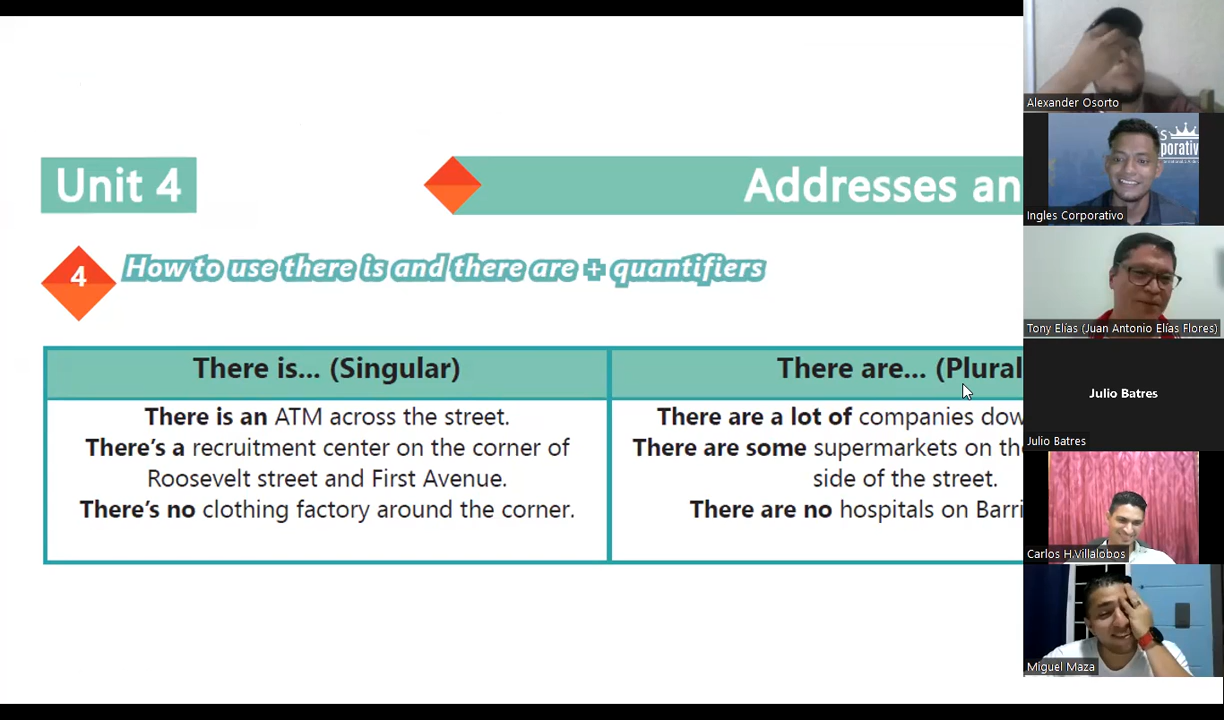 Unit 4
Addresses an
4
How to use there is and there are + quantifiers
There is... (Singular)
There is an ATM across the street.
There's a recruitment center on the corner of
Roosevelt street and First Avenue.
There's no clothing factory around the corner.
There are... (Plural
There are a lot of companies dow
There are some supermarkets on the
side of the street.
There are no hospitals on Barri
Alexander Osorto
Ingles Corporativo
Tony Elías (Juan Antonio Elías Flores)
Julio Batres
Julio Batres
Carlos H.Villalobos
Miguel Maza